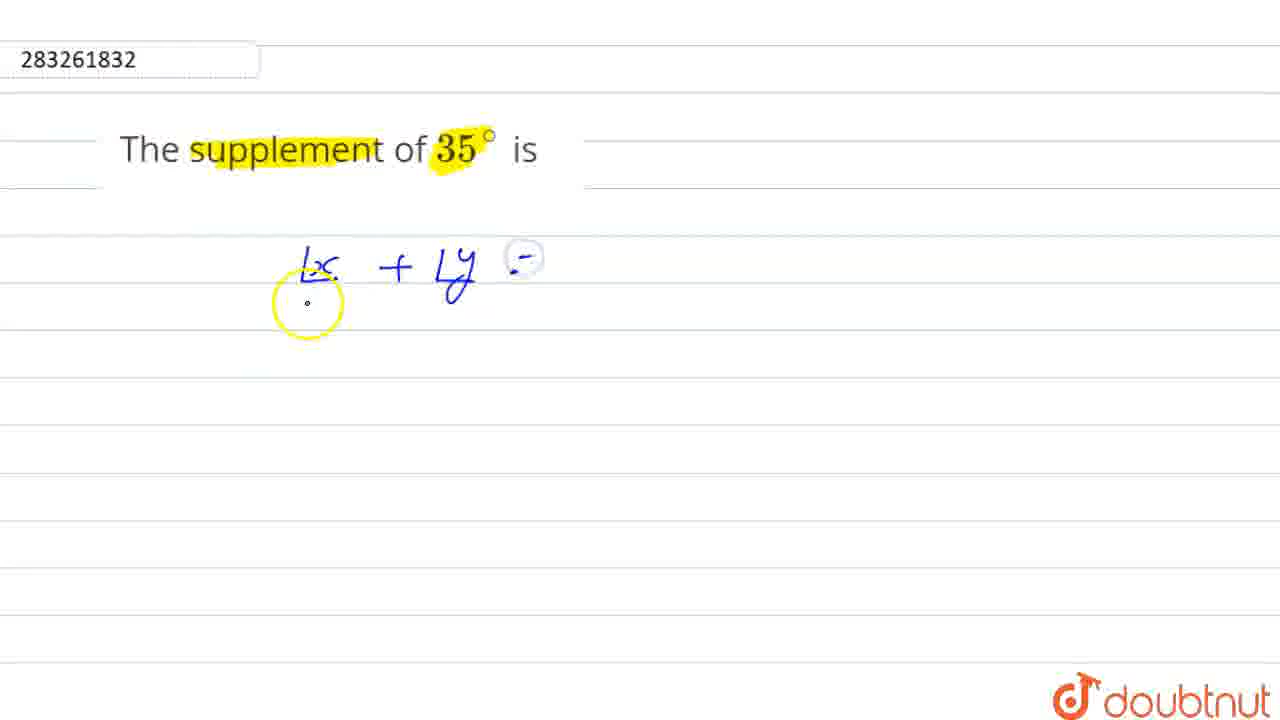 283261832
The supplement of 35° is
∠x + ∠y =
doubtnut